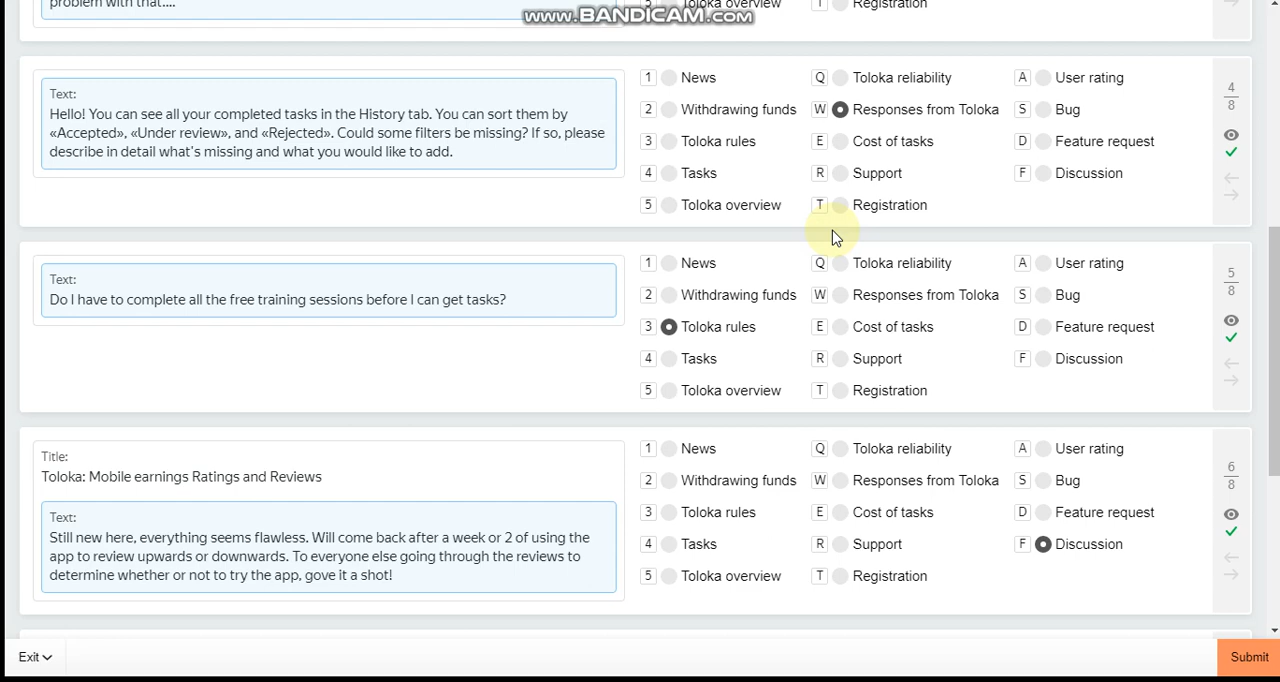 problem with that....
5 Toloka overview
T Registration
www.BANDICAM.com
Text:
Hello! You can see all your completed tasks in the History tab. You can sort them by
«Accepted», «Under review», and «Rejected». Could some filters be missing? If so, please
describe in detail what's missing and what you would like to add.
1 News
2 Withdrawing funds
3 Toloka rules
4 Tasks
5 Toloka overview
Q Toloka reliability
W Responses from Toloka
E Cost of tasks
R Support
T Registration
A User rating
S Bug
D Feature request
F Discussion
4
8
Text:
Do I have to complete all the free training sessions before I can get tasks?
1 News
2 Withdrawing funds
3 Toloka rules
4 Tasks
5 Toloka overview
Q Toloka reliability
W Responses from Toloka
E Cost of tasks
R Support
T Registration
A User rating
S Bug
D Feature request
F Discussion
5
8
Title:
Toloka: Mobile earnings Ratings and Reviews
Text:
Still new here, everything seems flawless. Will come back after a week or 2 of using the
app to review upwards or downwards. To everyone else going through the reviews to
determine whether or not to try the app, gove it a shot!
1 News
2 Withdrawing funds
3 Toloka rules
4 Tasks
5 Toloka overview
Q Toloka reliability
W Responses from Toloka
E Cost of tasks
R Support
T Registration
A User rating
S Bug
D Feature request
F Discussion
6
8
Exit
Submit